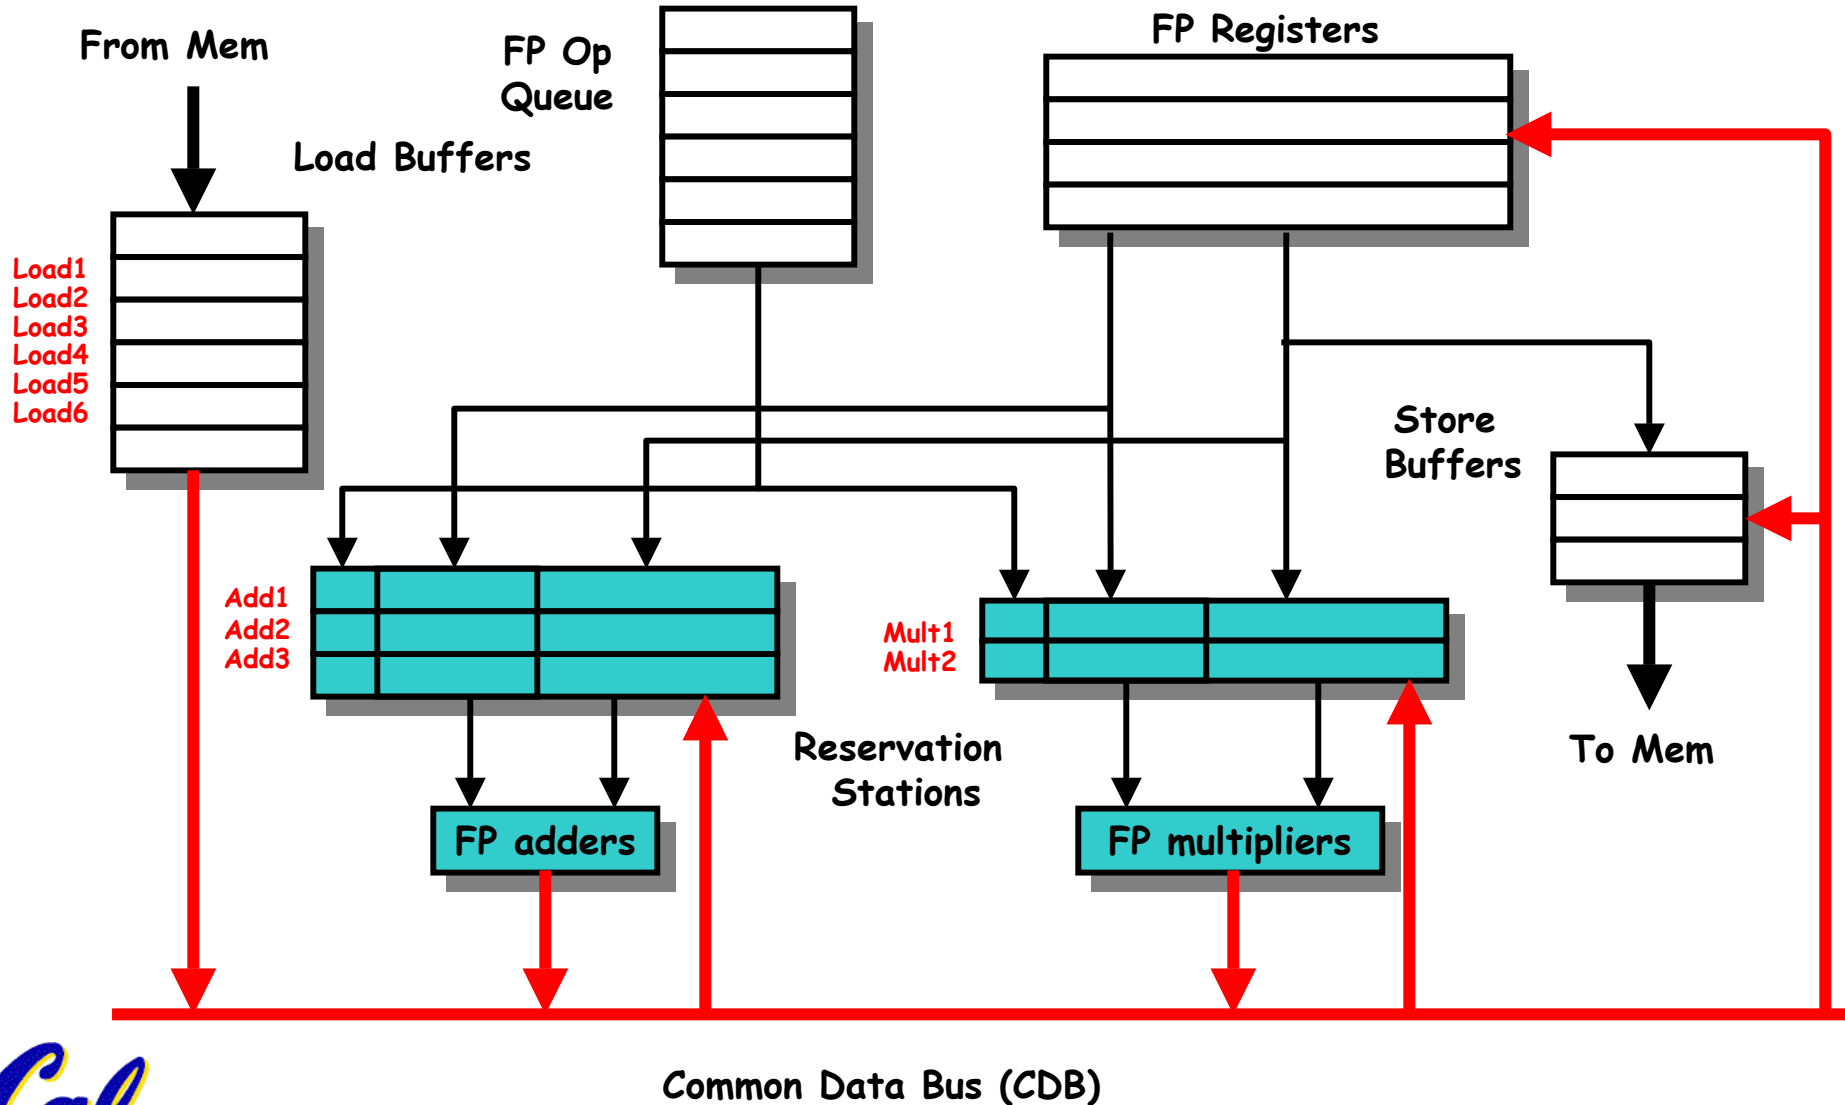 From Mem
FP Op
Queue
FP Registers
Load Buffers
Load1
Load2
Load3
Load4
Load5
Load6
Store
Buffers
Add1
Add2
Add3
Mult1
Mult2
Reservation
Stations
To Mem
FP adders
FP multipliers
Common Data Bus (CDB)
Cal